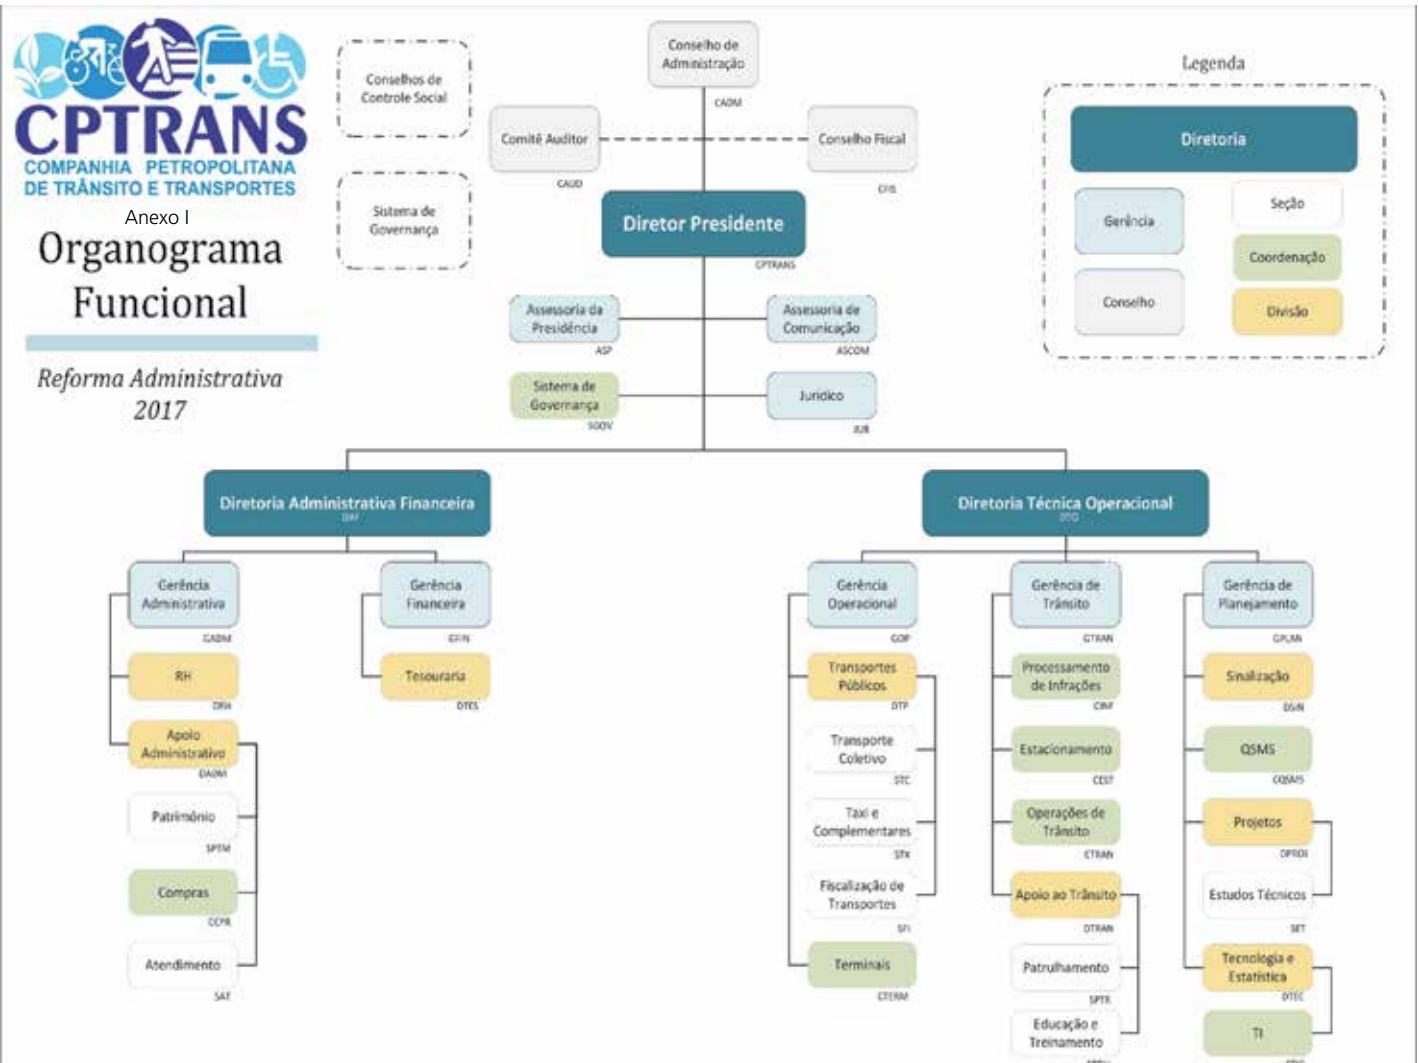 CPTRANS
COMPANHIA PETROPOLITANA
DE TRÂNSITO E TRANSPORTES
Anexo I
Organograma
Funcional
Reforma Administrativa
2017
Conselhos de
Controle Social
Sistema de
Governança
Conselho de
Administração
CADM
Comitê Auditor
CAUD
Conselho Fiscal
CFIS
Diretor Presidente
CPTRANS
Legenda
Diretoria
Gerência
Seção
Coordenação
Conselho
Divisão
Assessoria da
Presidência
ASP
Assessoria de
Comunicação
ASCOM
Sistema de
Governança
SGOV
Jurídico
JUR
Diretoria Administrativa Financeira
DAF
Diretoria Técnica Operacional
DTO
Gerência
Administrativa
GADM
RH
DRH
Apoio
Administrativo
DADM
Patrimônio
SPTM
Compras
CCPR
Atendimento
SAT
Gerência
Financeira
GFIN
Tesouraria
DTES
Gerência
Operacional
GOP
Transportes
Públicos
DTP
Transporte
Coletivo
STC
Taxi e
Complementares
STX
Fiscalização de
Transportes
SFI
Terminais
CTERM
Gerência de
Trânsito
GTRAN
Processamento
de Infrações
CINF
Estacionamento
CEST
Operações de
Trânsito
CTRAN
Apoio ao Trânsito
DTRAN
Patrulhamento
SPTR
Educação e
Treinamento
Gerência de
Planejamento
GPLAN
Sinalização
DSIN
QSMS
CQSMS
Projetos
DPROJ
Estudos Técnicos
SET
Tecnologia e
Estatística
DTEC
TI